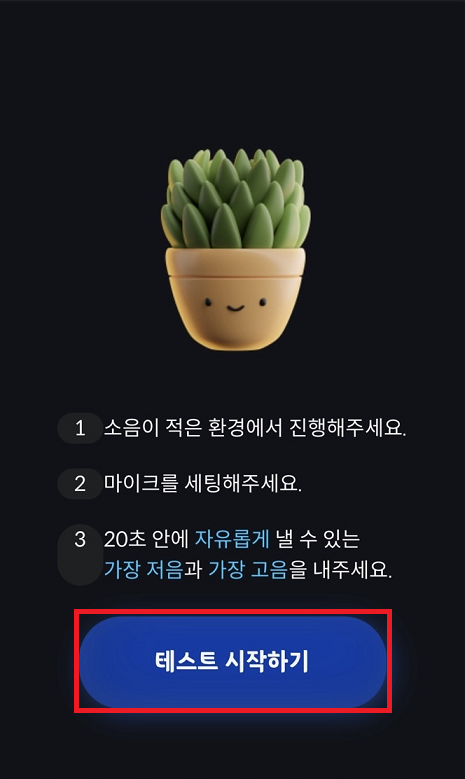 1 소음이 적은 환경에서 진행해주세요.
2 마이크를 세팅해주세요.
3 20초 안에 자유롭게 낼 수 있는
가장 저음과 가장 고음을 내주세요.
테스트 시작하기